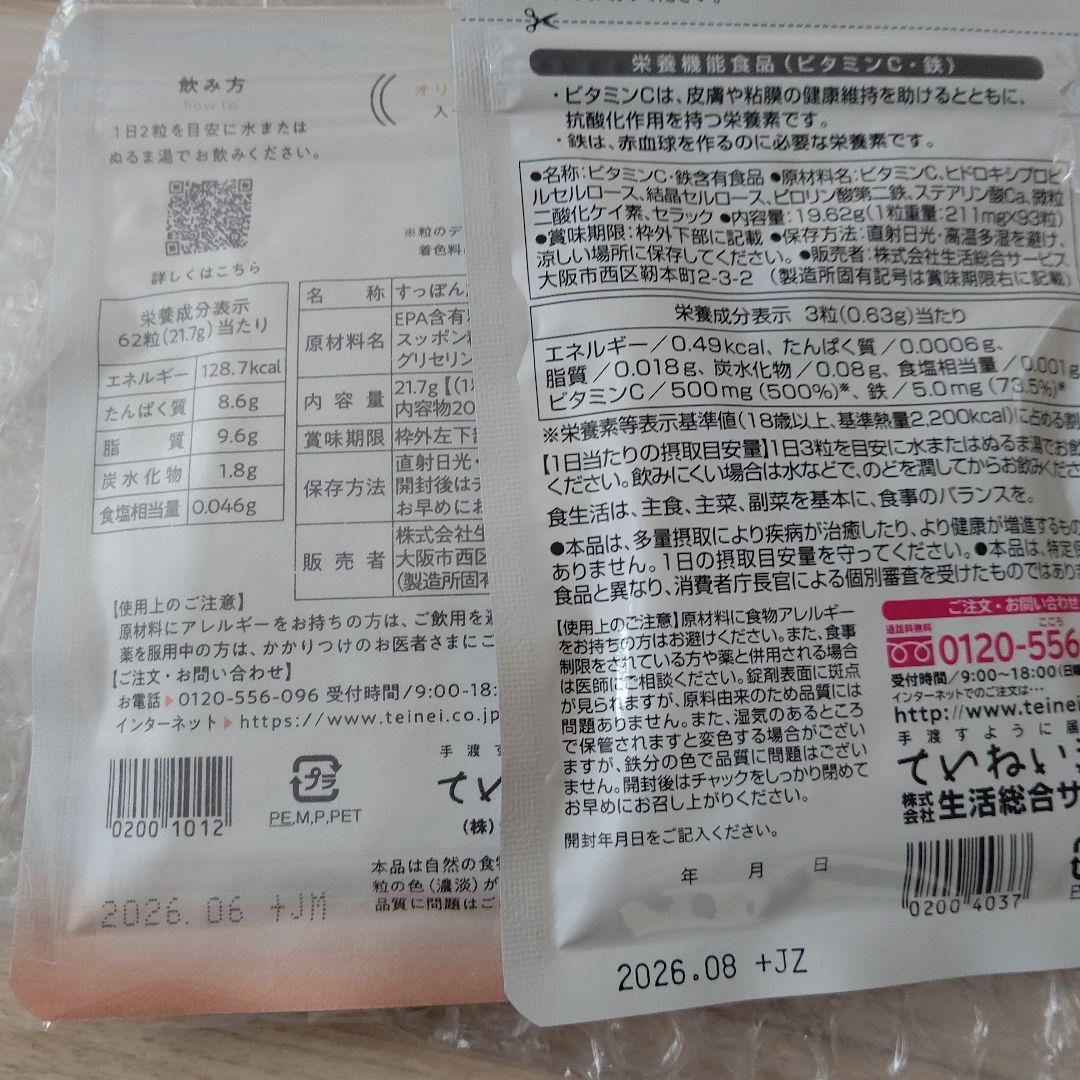 飲み方
how to
オリ
入
1日2粒を目安に水または
ぬるま湯でお飲みください。
※粒のデ
着色料
詳しくはこちら
栄養成分表示
62粒(21.7g)当たり
エネルギー 128.7kcal
たんぱく質 8.6g
脂 質 9.6g
炭水化物 1.8g
食塩相当量 0.046g
名 称 すっぽん
原材料名 EPA含有
スッポン
グリセリン
内容量 21.7g【(1
内容物20
賞味期限 枠外左下部
保存方法 直射日光・
開封後は
お早めにお
販売者 株式会社生
大阪市西区
(製造所固有
【使用上のご注意】
原材料にアレルギーをお持ちの方は、ご飲用を
薬を服用中の方は、かかりつけのお医者さまにご
【ご注文・お問い合わせ】
お電話▶0120-556-096 受付時間/9:00-18:
インターネット▶https://www.teinei.co.jp
手渡す
てい
(株)
プラ
PE,M,P,PET
0200 1012
本品は自然の食
粒の色(濃淡)が
品質に問題はご
2026.06 +JM
栄養機能食品(ビタミンC・鉄)
・ビタミンCは、皮膚や粘膜の健康維持を助けるとともに、
抗酸化作用を持つ栄養素です。
・鉄は、赤血球を作るのに必要な栄養素です。
●名称:ビタミンC・鉄含有食品 ●原材料名:ビタミンC、ヒドロキシプロピ
ルセルロース、結晶セルロース、ピロリン酸第二鉄、ステアリン酸Ca、微粒
二酸化ケイ素、セラック ●内容量:19.62g(1粒重量:211mg×93粒)
●賞味期限:枠外下部に記載 ●保存方法:直射日光・高温多湿を避け、
涼しい場所に保存してください。●販売者:株式会社生活総合サービス
大阪市西区靭本町2-3-2 (製造所固有記号は賞味期限右に記載)
栄養成分表示 3粒(0.63g)当たり
エネルギー/0.49kcal、たんぱく質/0.0006g、
脂質/0.018g、炭水化物/0.08g、食塩相当量/0.001g
ビタミンC/500mg(500%)※、鉄/5.0mg(73.5%)※
※栄養素等表示基準値(18歳以上、基準熱量2,200kcal)に占める割
【1日当たりの摂取目安量】1日3粒を目安に水またはぬるま湯でお飲
ください。飲みにくい場合は水などで、のどを潤してからお飲みくださ
食生活は、主食、主菜、副菜を基本に、食事のバランスを。
●本品は、多量摂取により疾病が治癒したり、より健康が増進するもの
ありません。1日の摂取目安量を守ってください。●本品は、特定保
食品と異なり、消費者庁長官による個別審査を受けたものではあり
【使用上のご注意】原材料に食物アレルギー
をお持ちの方はお避けください。また、食事
制限をされている方や薬と併用される場合
は医師にご相談ください。錠剤表面に斑点
が見られますが、原料由来のため品質には
問題ありません。また、湿気のあるところ
で保管されますと変色する場合がござい
ますが、鉄分の色で品質に問題はござい
ません。開封後はチャックをしっかり閉めて
お早めにお召し上がりください。
開封年月日をご記入ください。
年 月 日
ご注文・お問い合わせ
通話料無料
こころ
0120-556
受付時間/9:00~18:00(日曜
インターネットでのご注文は…
http://www.teinei
手渡すように届
ていねい
株式会社 生活総合サ
0200 4037
2026.08 +JZ